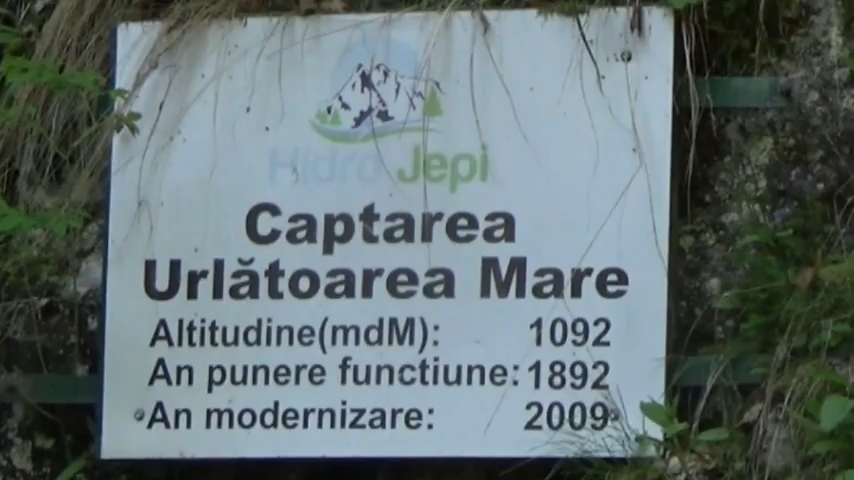 Hidro Jepi
Captarea
Urlătoarea Mare
Altitudine(mdM): 1092
An punere functiune: 1892
An modernizare: 2009